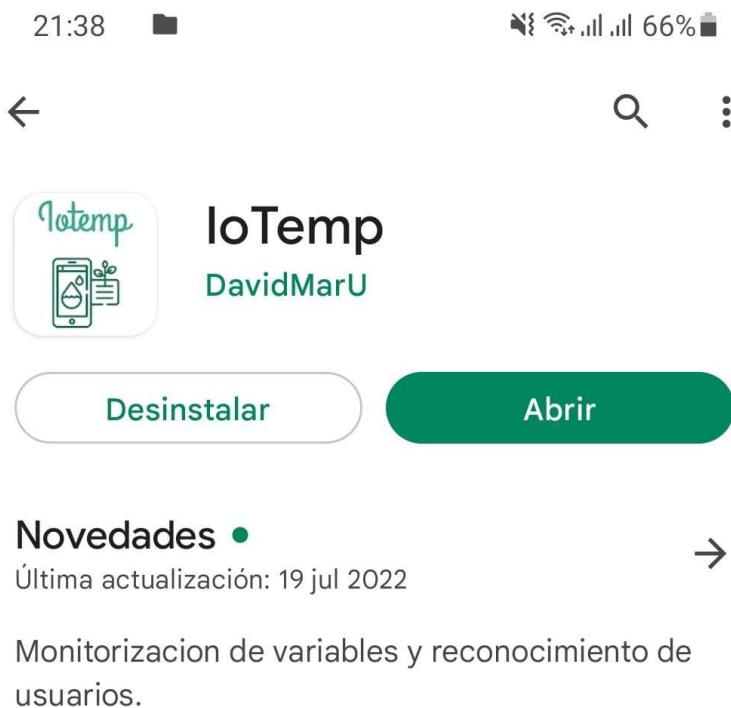 21:38
66%
Iotemp
IoTemp
DavidMarU
Desinstalar
Abrir
Novedades
Última actualización: 19 jul 2022
Monitorizacion de variables y reconocimiento de
usuarios.